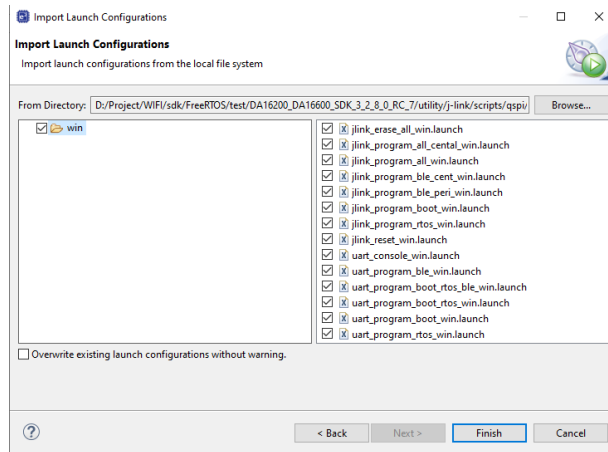 Import Launch Configurations
Import Launch Configurations
Import launch configurations from the local file system
From Directory: D:/Project/WIFI/sdk/FreeRTOS/test/DA16200_DA16600_SDK_3_2_8_0_RC_7/utility/j-link/scripts/qspi/ Browse...
win
jlink_erase_all_win.launch
jlink_program_all_cental_win.launch
jlink_program_all_win.launch
jlink_program_ble_cent_win.launch
jlink_program_ble_peri_win.launch
jlink_program_boot_win.launch
jlink_program_rtos_win.launch
jlink_reset_win.launch
uart_console_win.launch
uart_program_ble_win.launch
uart_program_boot_rtos_ble_win.launch
uart_program_boot_rtos_win.launch
uart_program_boot_win.launch
uart_program_rtos_win.launch
Overwrite existing launch configurations without warning.
? < Back Next > Finish Cancel